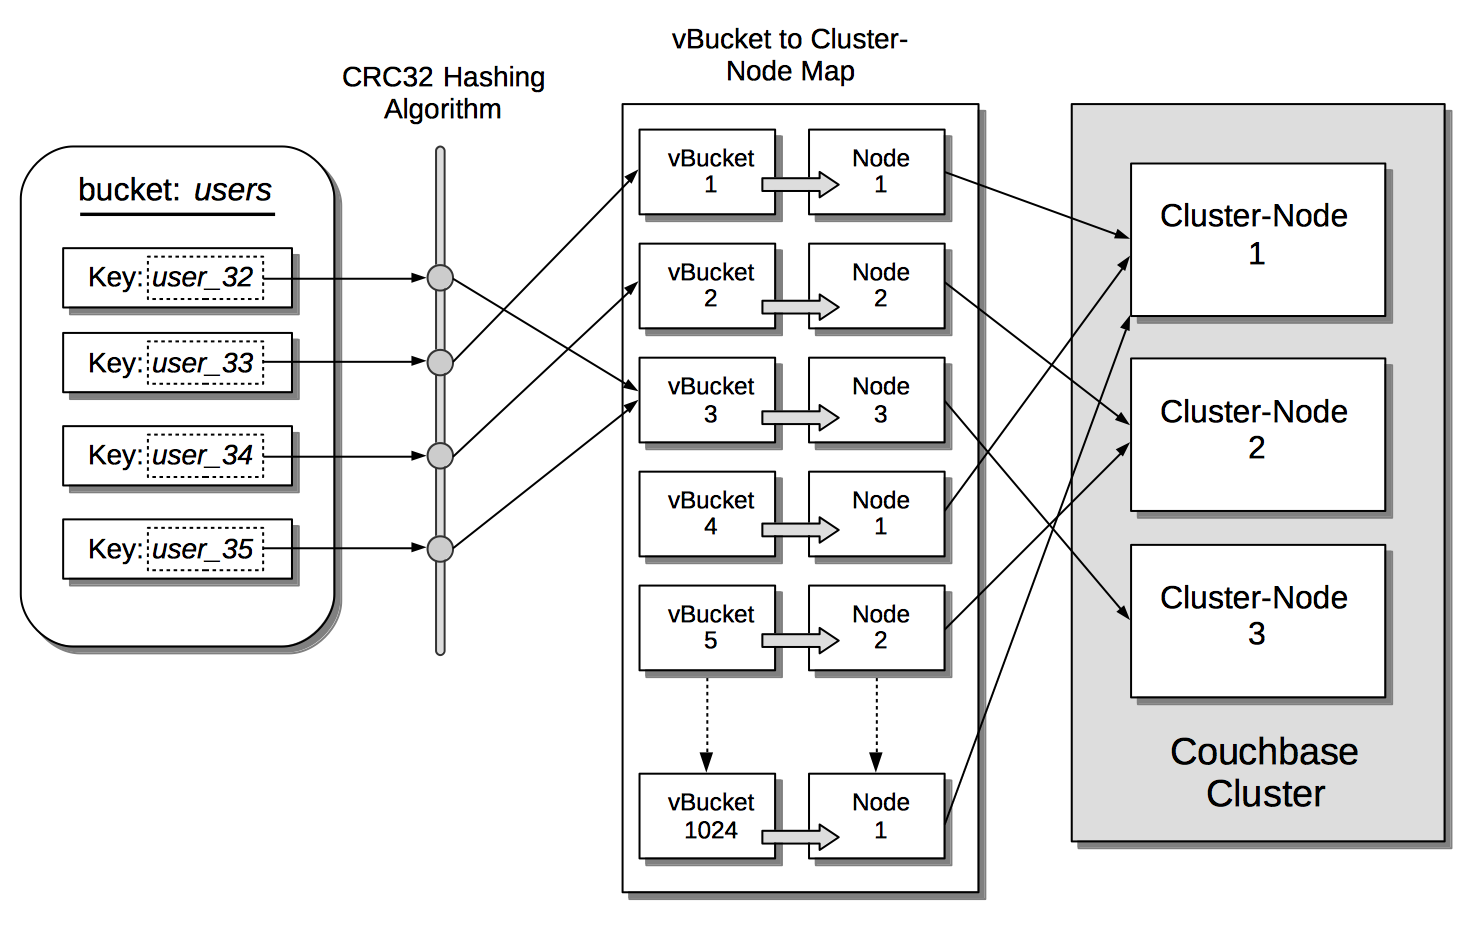 vBucket to Cluster-
Node Map
CRC32 Hashing
Algorithm
bucket: users
Key: user_32
Key: user_33
Key: user_34
Key: user_35
vBucket
1
Node
1
vBucket
2
Node
2
vBucket
3
Node
3
vBucket
4
Node
1
vBucket
5
Node
2
vBucket
1024
Node
1
Cluster-Node
1
Cluster-Node
2
Cluster-Node
3
Couchbase
Cluster